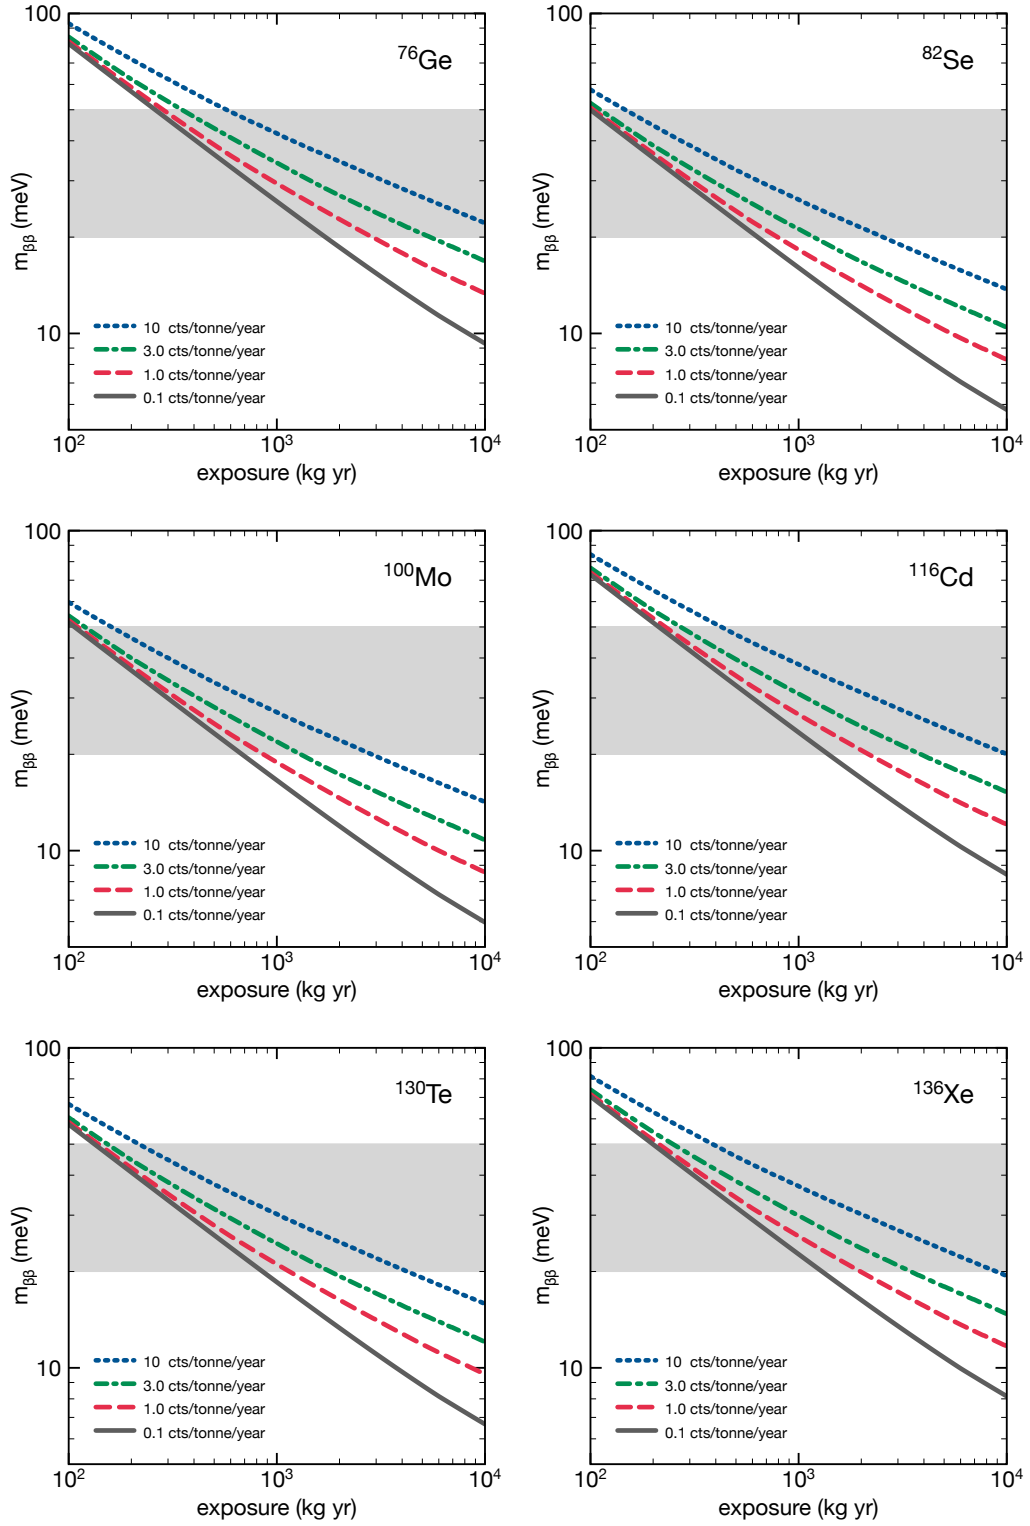 100
⁷⁶Ge
m_ββ (meV)
10
10 cts/tonne/year
3.0 cts/tonne/year
1.0 cts/tonne/year
0.1 cts/tonne/year
10² 10³ 10⁴
exposure (kg yr)
100
⁸²Se
m_ββ (meV)
10
10 cts/tonne/year
3.0 cts/tonne/year
1.0 cts/tonne/year
0.1 cts/tonne/year
10² 10³ 10⁴
exposure (kg yr)
100
¹⁰⁰Mo
m_ββ (meV)
10
10 cts/tonne/year
3.0 cts/tonne/year
1.0 cts/tonne/year
0.1 cts/tonne/year
10² 10³ 10⁴
exposure (kg yr)
100
¹¹⁶Cd
m_ββ (meV)
10
10 cts/tonne/year
3.0 cts/tonne/year
1.0 cts/tonne/year
0.1 cts/tonne/year
10² 10³ 10⁴
exposure (kg yr)
100
¹³⁰Te
m_ββ (meV)
10
10 cts/tonne/year
3.0 cts/tonne/year
1.0 cts/tonne/year
0.1 cts/tonne/year
10² 10³ 10⁴
exposure (kg yr)
100
¹³⁶Xe
m_ββ (meV)
10
10 cts/tonne/year
3.0 cts/tonne/year
1.0 cts/tonne/year
0.1 cts/tonne/year
10² 10³ 10⁴
exposure (kg yr)